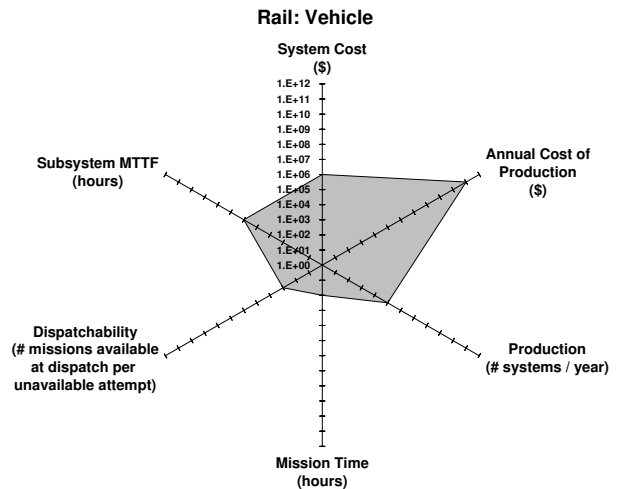 Rail: Vehicle
System Cost
($)
1.E+12
1.E+11
1.E+10
1.E+09
1.E+08
1.E+07
1.E+06
1.E+05
1.E+04
1.E+03
1.E+02
1.E+01
1.E+00
Annual Cost of
Production
($)
Subsystem MTTF
(hours)
Dispatchability
(# missions available
at dispatch per
unavailable attempt)
Production
(# systems / year)
Mission Time
(hours)